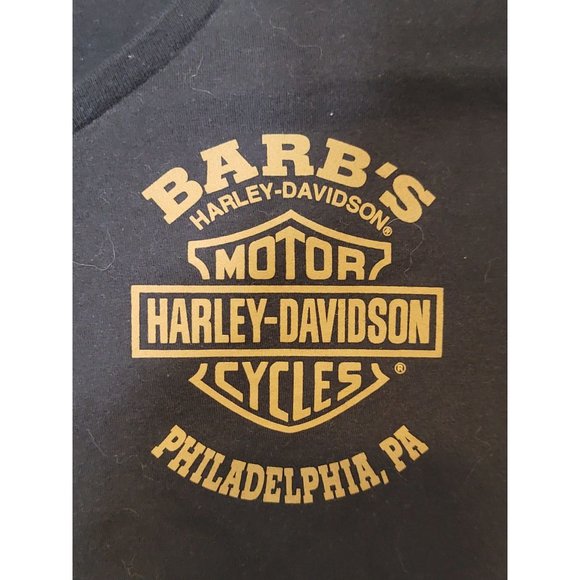 BARB'S
HARLEY-DAVIDSON®
MOTOR
HARLEY-DAVIDSON
CYCLES®
PHILADELPHIA, PA